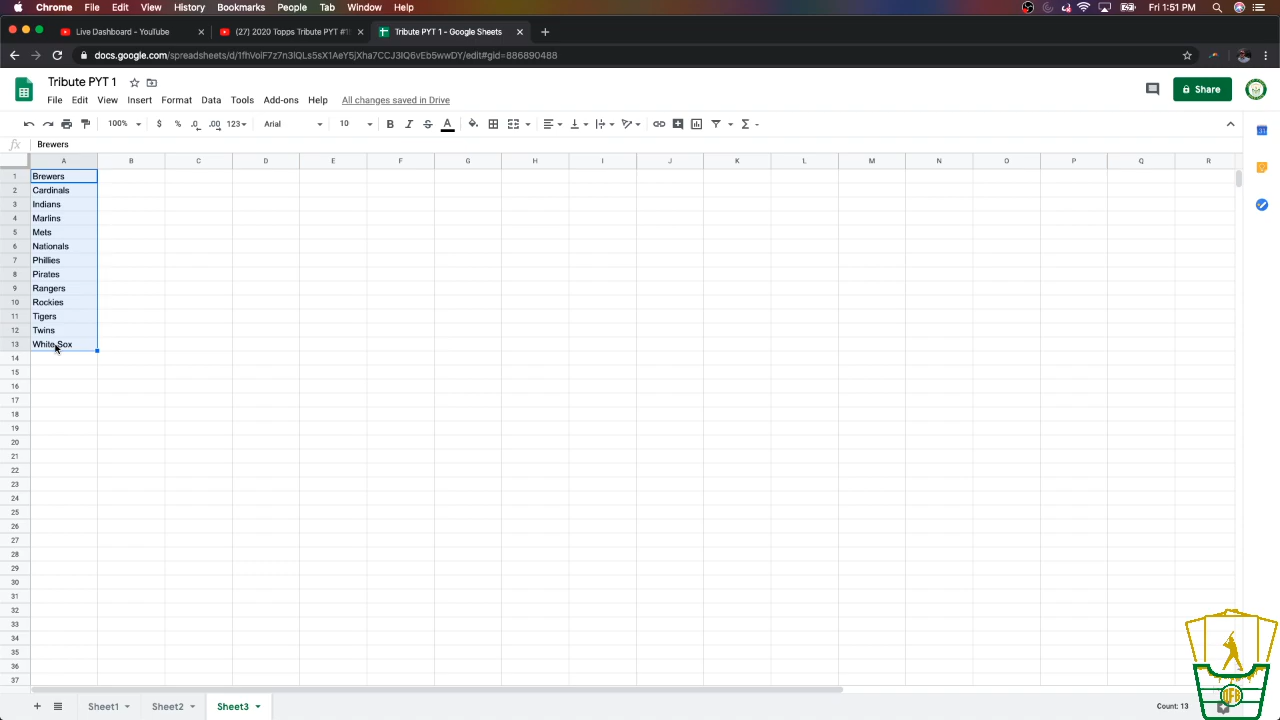 Chrome File Edit View History Bookmarks People Tab Window Help Fri 1:51 PM
Live Dashboard - YouTube (27) 2020 Topps Tribute PYT #1 Tribute PYT 1 - Google Sheets
docs.google.com/spreadsheets/d/1fhVoiF7z7n3lQLs5sX1AeY5jXha7CCJ3IQ6vEb5wwDY/edit#gid=886890488
Tribute PYT 1
File Edit View Insert Format Data Tools Add-ons Help All changes saved in Drive
Share
100% $ % .0 .00 123 Arial 10 B I S A
fx Brewers
A B C D E F G H I J K L M N O P Q R
1 Brewers
2 Cardinals
3 Indians
4 Marlins
5 Mets
6 Nationals
7 Phillies
8 Pirates
9 Rangers
10 Rockies
11 Tigers
12 Twins
13 White Sox
14
15
16
17
18
19
20
21
22
23
24
25
26
27
28
29
30
31
32
33
34
35
36
37
Sheet1 Sheet2 Sheet3 Count: 13